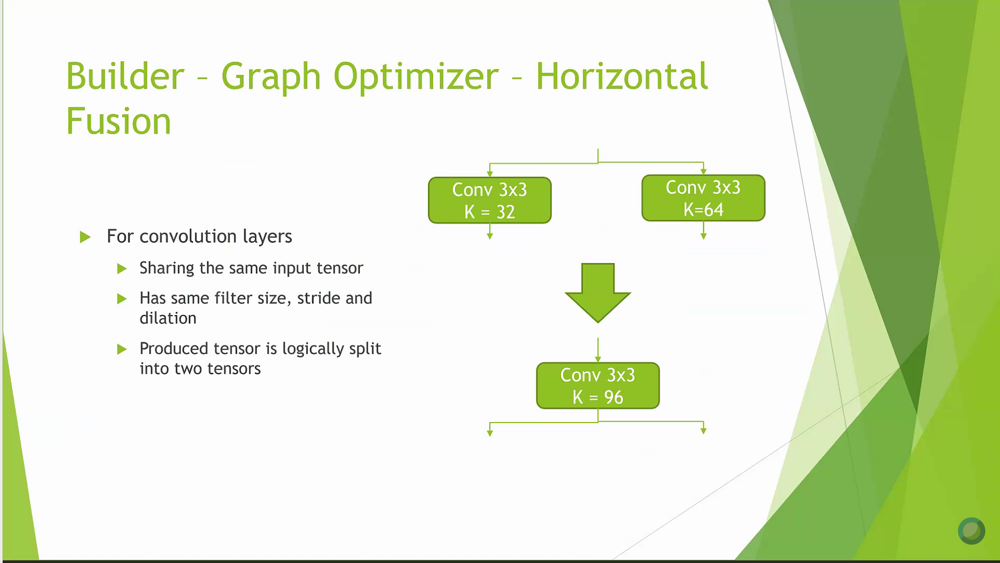 Builder – Graph Optimizer – Horizontal
Fusion
For convolution layers
Sharing the same input tensor
Has same filter size, stride and
dilation
Produced tensor is logically split
into two tensors
Conv 3x3
K = 32
Conv 3x3
K=64
Conv 3x3
K = 96